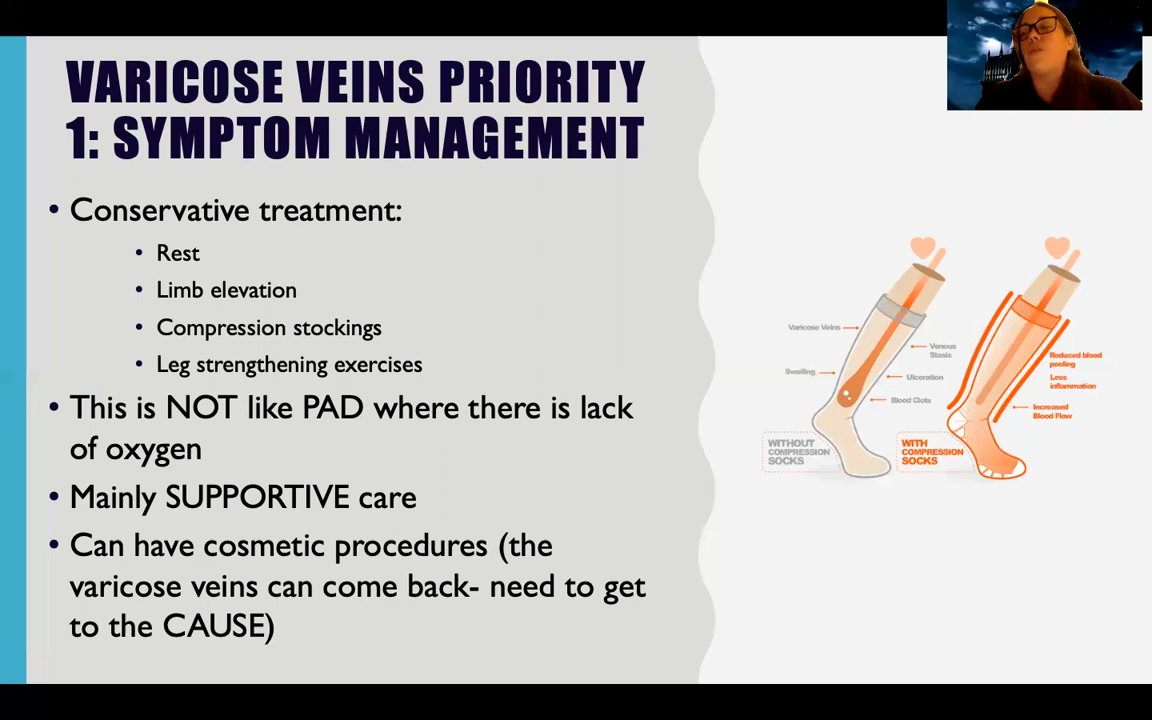 VARICOSE VEINS PRIORITY
1: SYMPTOM MANAGEMENT
• Conservative treatment:
• Rest
• Limb elevation
• Compression stockings
• Leg strengthening exercises
• This is NOT like PAD where there is lack
of oxygen
• Mainly SUPPORTIVE care
• Can have cosmetic procedures (the
varicose veins can come back- need to get
to the CAUSE)
Varicose Veins
Venous
Stasis
Swelling
Ulceration
Blood Clots
WITHOUT
COMPRESSION
SOCKS
Reduced blood
pooling
Less
inflammation
Increased
Blood Flow
WITH
COMPRESSION
SOCKS